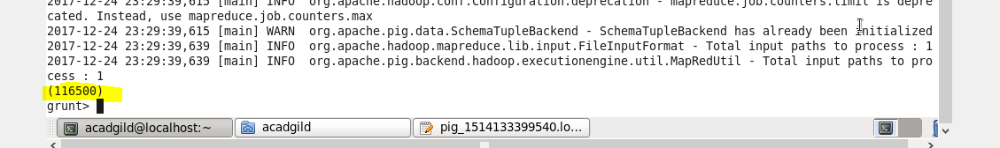 2017-12-24 23:29:39,615 [main] INFO  org.apache.hadoop.conf.Configuration.deprecation - mapreduce.job.counters.limit is depre
cated. Instead, use mapreduce.job.counters.max
2017-12-24 23:29:39,615 [main] WARN  org.apache.pig.data.SchemaTupleBackend - SchemaTupleBackend has already been initialized
2017-12-24 23:29:39,639 [main] INFO  org.apache.hadoop.mapreduce.lib.input.FileInputFormat - Total input paths to process : 1
2017-12-24 23:29:39,639 [main] INFO  org.apache.pig.backend.hadoop.executionengine.util.MapRedUtil - Total input paths to pro
cess : 1
(116500)
grunt>
acadgild@localhost:~ acadgild pig_1514133399540.lo...